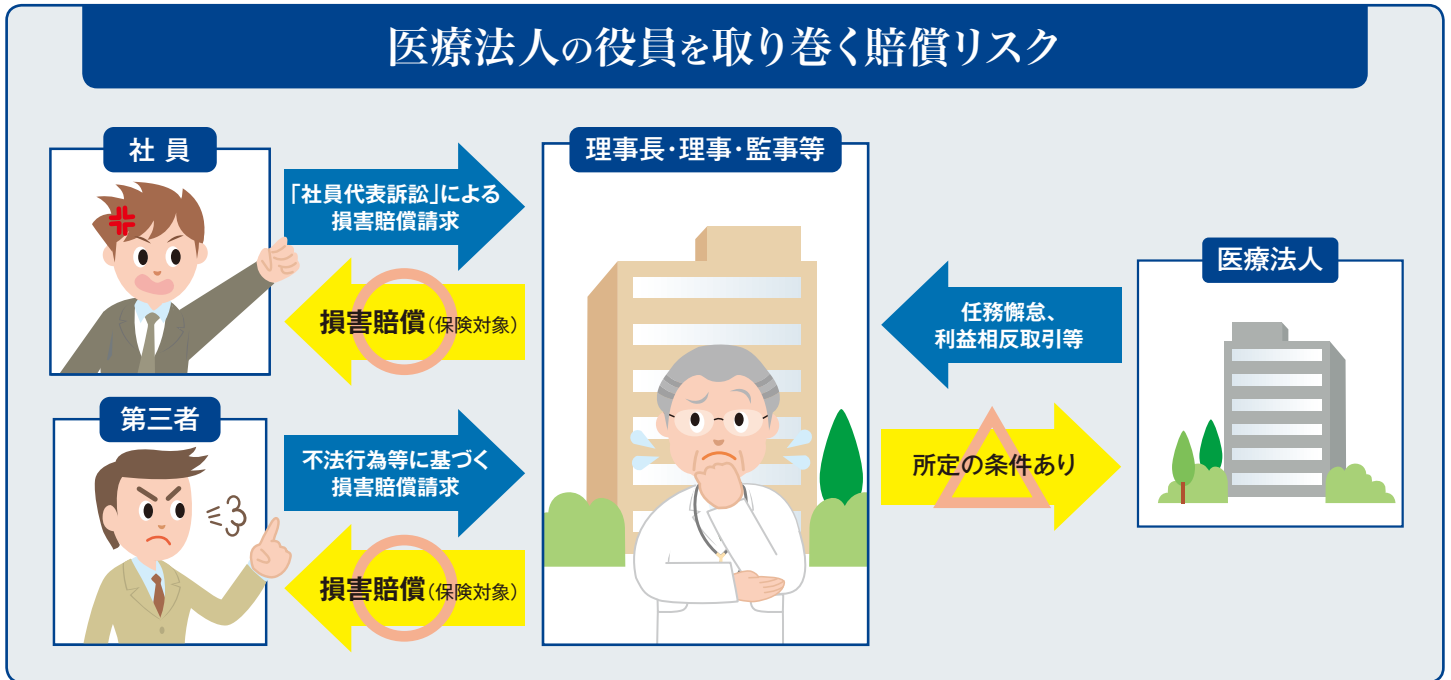 医療法人の役員を取り巻く賠償リスク
社 員
「社員代表訴訟」による
損害賠償請求
損害賠償(保険対象)
第三者
不法行為等に基づく
損害賠償請求
損害賠償(保険対象)
理事長・理事・監事等
任務懈怠、
利益相反取引等
所定の条件あり
医療法人